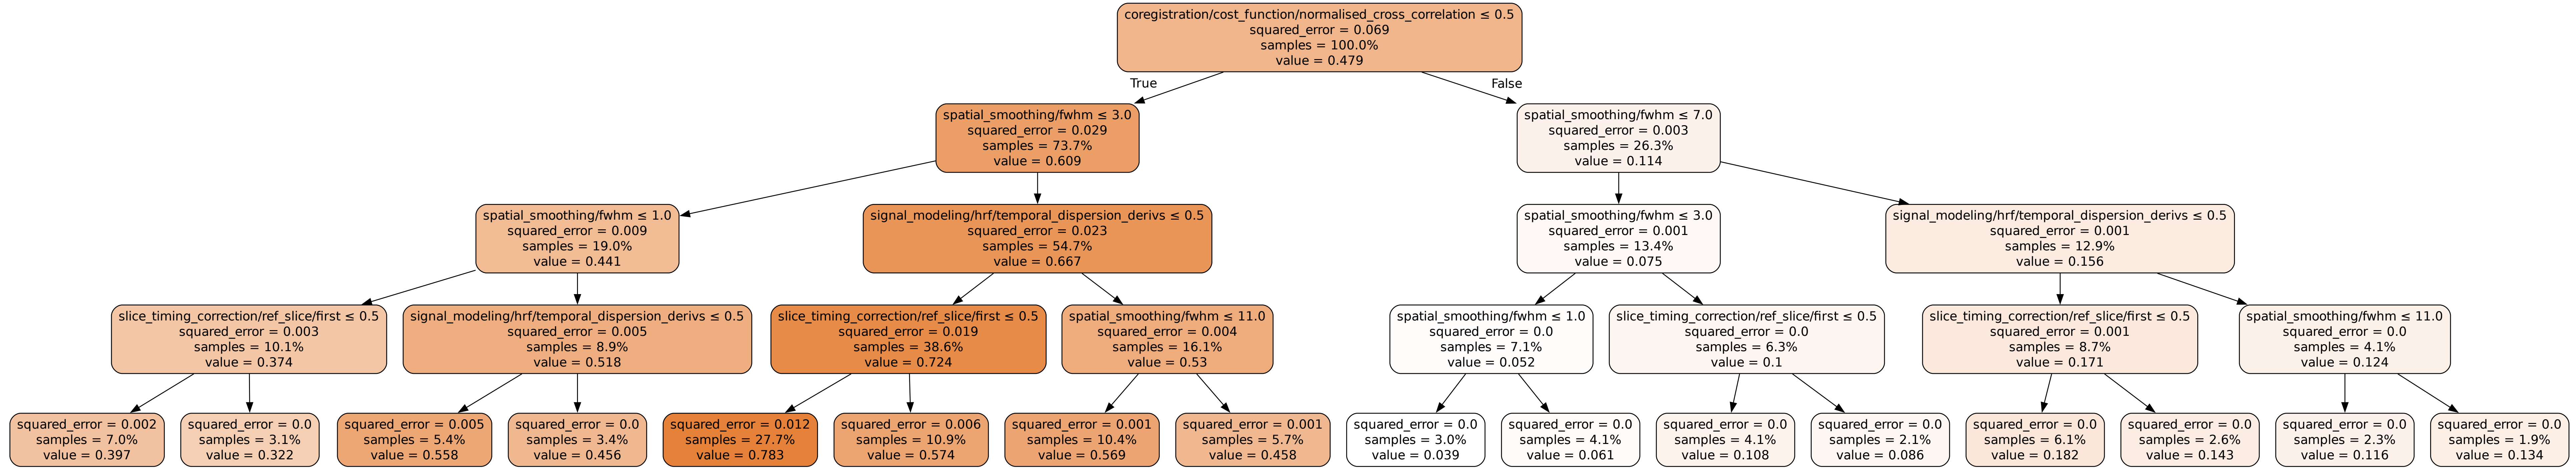 coregistration/cost_function/normalised_cross_correlation ≤ 0.5
squared_error = 0.069
samples = 100.0%
value = 0.479
True
False
spatial_smoothing/fwhm ≤ 3.0
squared_error = 0.029
samples = 73.7%
value = 0.609
spatial_smoothing/fwhm ≤ 7.0
squared_error = 0.003
samples = 26.3%
value = 0.114
spatial_smoothing/fwhm ≤ 1.0
squared_error = 0.009
samples = 19.0%
value = 0.441
signal_modeling/hrf/temporal_dispersion_derivs ≤ 0.5
squared_error = 0.023
samples = 54.7%
value = 0.667
spatial_smoothing/fwhm ≤ 3.0
squared_error = 0.001
samples = 13.4%
value = 0.075
signal_modeling/hrf/temporal_dispersion_derivs ≤ 0.5
squared_error = 0.001
samples = 12.9%
value = 0.156
slice_timing_correction/ref_slice/first ≤ 0.5
squared_error = 0.003
samples = 10.1%
value = 0.374
signal_modeling/hrf/temporal_dispersion_derivs ≤ 0.5
squared_error = 0.005
samples = 8.9%
value = 0.518
slice_timing_correction/ref_slice/first ≤ 0.5
squared_error = 0.019
samples = 38.6%
value = 0.724
spatial_smoothing/fwhm ≤ 11.0
squared_error = 0.004
samples = 16.1%
value = 0.53
spatial_smoothing/fwhm ≤ 1.0
squared_error = 0.0
samples = 7.1%
value = 0.052
slice_timing_correction/ref_slice/first ≤ 0.5
squared_error = 0.0
samples = 6.3%
value = 0.1
slice_timing_correction/ref_slice/first ≤ 0.5
squared_error = 0.001
samples = 8.7%
value = 0.171
spatial_smoothing/fwhm ≤ 11.0
squared_error = 0.0
samples = 4.1%
value = 0.124
squared_error = 0.002
samples = 7.0%
value = 0.397
squared_error = 0.0
samples = 3.1%
value = 0.322
squared_error = 0.005
samples = 5.4%
value = 0.558
squared_error = 0.0
samples = 3.4%
value = 0.456
squared_error = 0.012
samples = 27.7%
value = 0.783
squared_error = 0.006
samples = 10.9%
value = 0.574
squared_error = 0.001
samples = 10.4%
value = 0.569
squared_error = 0.001
samples = 5.7%
value = 0.458
squared_error = 0.0
samples = 3.0%
value = 0.039
squared_error = 0.0
samples = 4.1%
value = 0.061
squared_error = 0.0
samples = 4.1%
value = 0.108
squared_error = 0.0
samples = 2.1%
value = 0.086
squared_error = 0.0
samples = 6.1%
value = 0.182
squared_error = 0.0
samples = 2.6%
value = 0.143
squared_error = 0.0
samples = 2.3%
value = 0.116
squared_error = 0.0
samples = 1.9%
value = 0.134